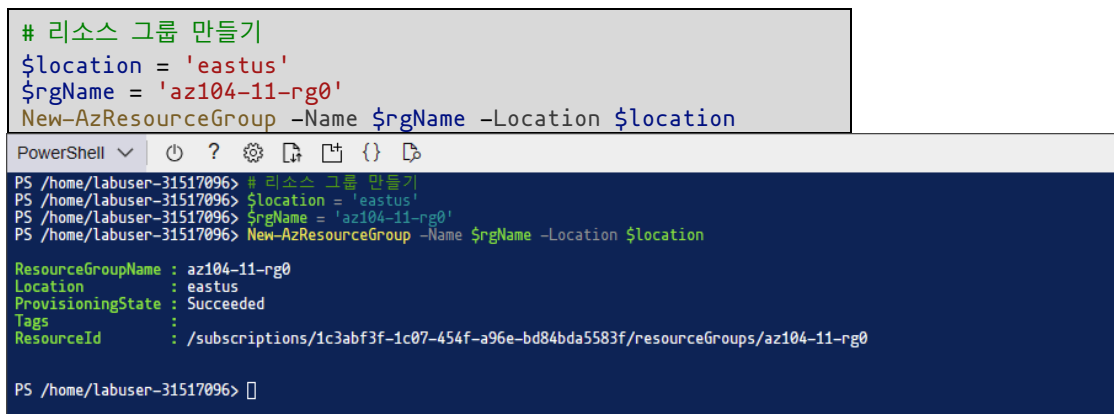 # 리소스 그룹 만들기
$location = 'eastus'
$rgName = 'az104-11-rg0'
New-AzResourceGroup -Name $rgName -Location $location
PowerShell ? {}
PS /home/labuser-31517096> # 리소스 그룹 만들기
PS /home/labuser-31517096> $location = 'eastus'
PS /home/labuser-31517096> $rgName = 'az104-11-rg0'
PS /home/labuser-31517096> New-AzResourceGroup -Name $rgName -Location $location
ResourceGroupName : az104-11-rg0
Location : eastus
ProvisioningState : Succeeded
Tags :
ResourceId : /subscriptions/1c3abf3f-1c07-454f-a96e-bd84bda5583f/resourceGroups/az104-11-rg0
PS /home/labuser-31517096>